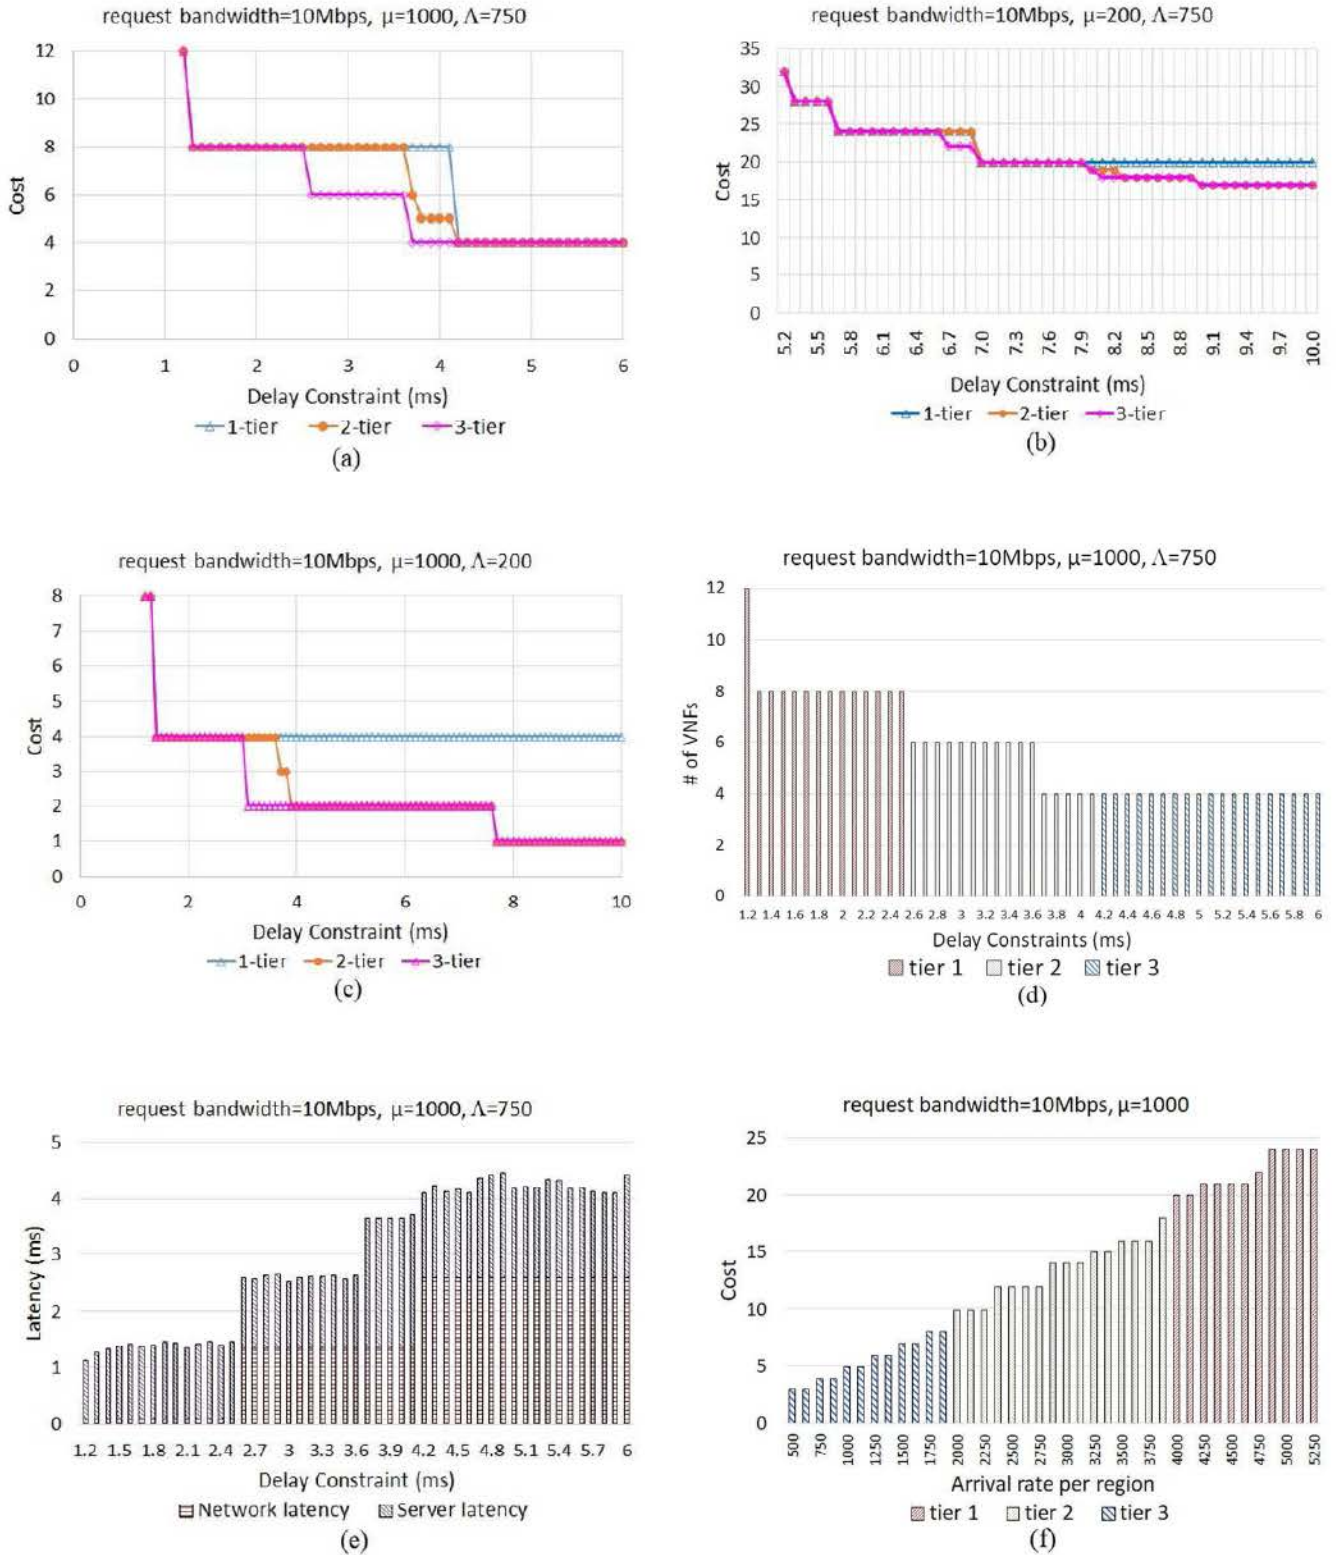 request bandwidth=10Mbps, μ=1000, Λ=750
12
10
8
6
4
2
0
Cost
0 1 2 3 4 5 6
Delay Constraint (ms)
1-tier 2-tier 3-tier
(a)
request bandwidth=10Mbps, μ=200, Λ=750
35
30
25
20
15
10
5
0
Cost
5.2 5.5 5.8 6.1 6.4 6.7 7.0 7.3 7.6 7.9 8.2 8.5 8.8 9.1 9.4 9.7 10.0
Delay Constraint (ms)
1-tier 2-tier 3-tier
(b)
request bandwidth=10Mbps, μ=1000, Λ=200
8
7
6
5
4
3
2
1
0
Cost
0 2 4 6 8 10
Delay Constraint (ms)
1-tier 2-tier 3-tier
(c)
request bandwidth=10Mbps, μ=1000, Λ=750
12
10
8
6
4
2
0
# of VNFs
1.2 1.4 1.6 1.8 2 2.2 2.4 2.6 2.8 3 3.2 3.4 3.6 3.8 4 4.2 4.4 4.6 4.8 5 5.2 5.4 5.6 5.8 6
Delay Constraints (ms)
tier 1 tier 2 tier 3
(d)
request bandwidth=10Mbps, μ=1000, Λ=750
5
4
3
2
1
0
Latency (ms)
1.2 1.5 1.8 2.1 2.4 2.7 3 3.3 3.6 3.9 4.2 4.5 4.8 5.1 5.4 5.7 6
Delay Constraint (ms)
Network latency Server latency
(e)
request bandwidth=10Mbps, μ=1000
25
20
15
10
5
0
Cost
500 750 1000 1250 1500 1750 2000 2250 2500 2750 3000 3250 3500 3750 4000 4250 4500 4750 5000 5250
Arrival rate per region
tier 1 tier 2 tier 3
(f)